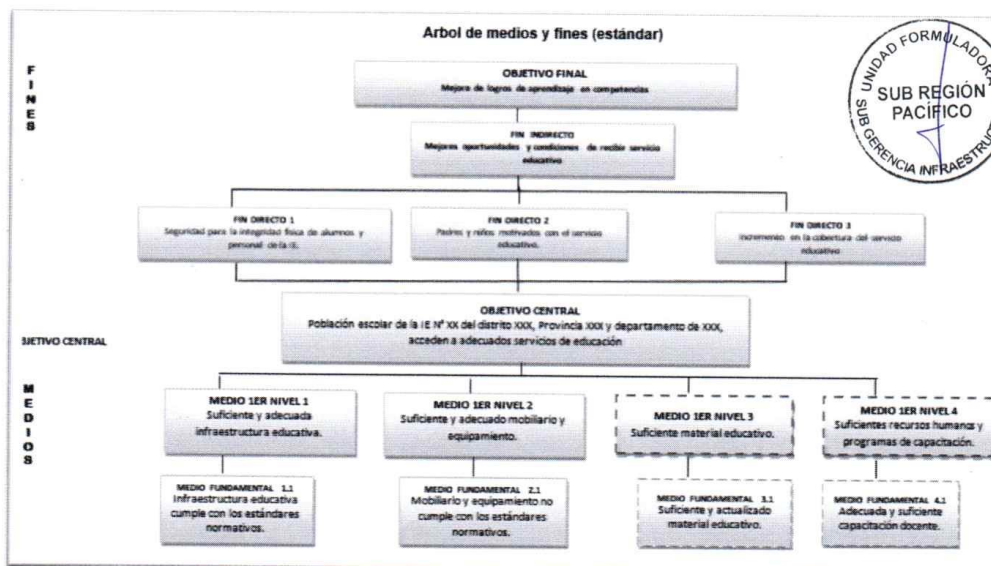 Arbol de medios y fines (estándar)
FINES
OBJETIVO FINAL
Mejora de logros de aprendizaje en competencias
FIN INDIRECTO
Mejores oportunidades y condiciones de recibir servicio
educativo
FIN DIRECTO 1
Seguridad para la integridad física de alumnos y
personal de la IE.
FIN DIRECTO 2
Padres y niños motivados con el servicio
educativo.
FIN DIRECTO 3
Incremento en la cobertura del servicio
educativo
OBJETIVO CENTRAL
Población escolar de la IE N° XX del distrito XXX, Provincia XXX y departamento de XXX,
acceden a adecuados servicios de educación
BJETIVO CENTRAL
MEDIOS
MEDIO 1ER NIVEL 1
Suficiente y adecuada
infraestructura educativa.
MEDIO 1ER NIVEL 2
Suficiente y adecuado mobiliario y
equipamiento.
MEDIO 1ER NIVEL 3
Suficiente material educativo.
MEDIO 1ER NIVEL 4
Suficientes recursos humanos y
programas de capacitación.
MEDIO FUNDAMENTAL 1.1
Infraestructura educativa
cumple con los estándares
normativos.
MEDIO FUNDAMENTAL 2.1
Mobiliario y equipamiento no
cumple con los estándares
normativos.
MEDIO FUNDAMENTAL 3.1
Suficiente y actualizado
material educativo.
MEDIO FUNDAMENTAL 4.1
Adecuada y suficiente
capacitación docente.
UNIDAD FORMULADORA
SUB REGIÓN
PACÍFICO
SUB GERENCIA INFRAESTRUC